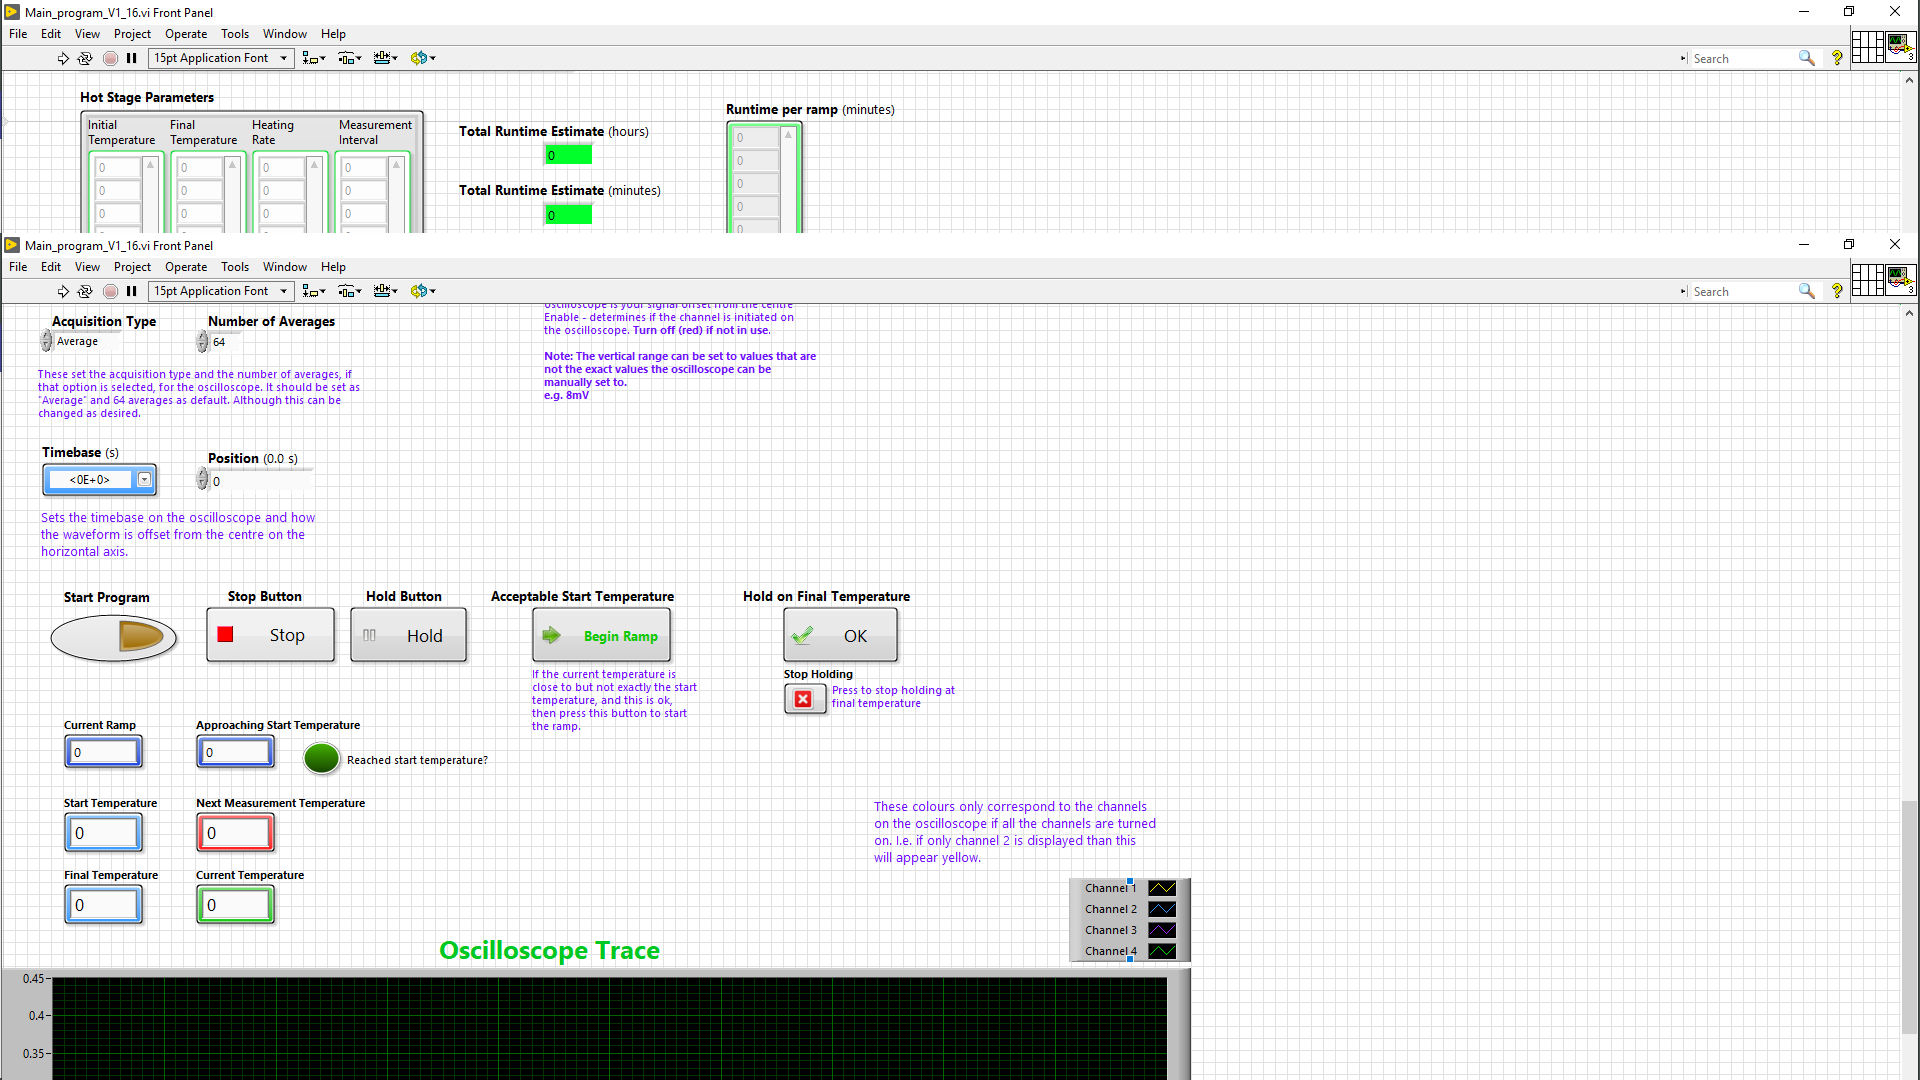 Main_program_V1_16.vi Front Panel
File Edit View Project Operate Tools Window Help
15pt Application Font
Search
?
3
Hot Stage Parameters
Initial Temperature
Final Temperature
Heating Rate
Measurement Interval
0 0 0 0
0 0 0 0
0 0 0 0
Total Runtime Estimate (hours)
0
Total Runtime Estimate (minutes)
0
Runtime per ramp (minutes)
0
0
0
0
0
Main_program_V1_16.vi Front Panel
File Edit View Project Operate Tools Window Help
15pt Application Font
Search
?
3
Acquisition Type
Average
Number of Averages
64
These set the acquisition type and the number of averages, if
that option is selected, for the oscilloscope. It should be set as
"Average" and 64 averages as default. Although this can be
changed as desired.
oscilloscope is your signal offset from the centre
Enable - determines if the channel is initiated on
the oscilloscope. Turn off (red) if not in use.
Note: The vertical range can be set to values that are
not the exact values the oscilloscope can be
manually set to.
e.g. 8mV
Timebase (s)
<0E+0>
Position (0.0 s)
0
Sets the timebase on the oscilloscope and how
the waveform is offset from the centre on the
horizontal axis.
Start Program
Stop Button
Stop
Hold Button
Hold
Acceptable Start Temperature
Begin Ramp
If the current temperature is
close to but not exactly the start
temperature, and this is ok,
then press this button to start
the ramp.
Hold on Final Temperature
OK
Stop Holding
Press to stop holding at
final temperature
Current Ramp
0
Approaching Start Temperature
0
Reached start temperature?
Start Temperature
0
Next Measurement Temperature
0
Final Temperature
0
Current Temperature
0
These colours only correspond to the channels
on the oscilloscope if all the channels are turned
on. I.e. if only channel 2 is displayed than this
will appear yellow.
Channel 1
Channel 2
Channel 3
Channel 4
Oscilloscope Trace
0.45
0.4
0.35